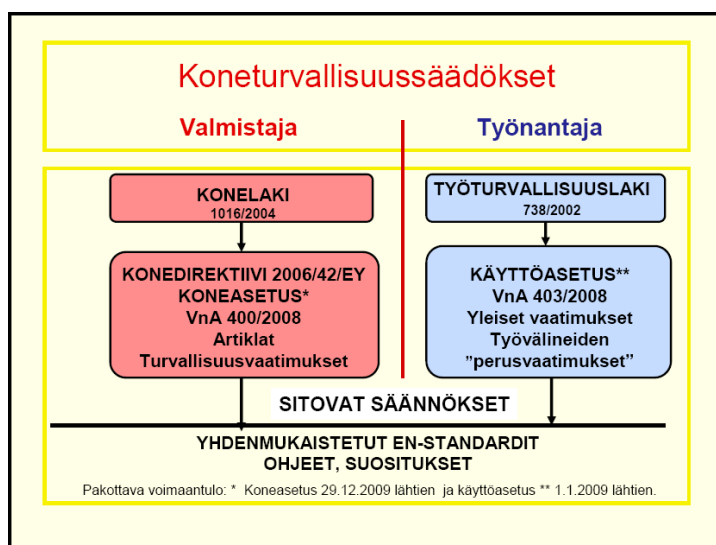 Koneturvallisuussäädökset
Valmistaja
Työnantaja
KONELAKI
1016/2004
TYÖTURVALLISUUSLAKI
738/2002
KONEDIREKTIIVI 2006/42/EY
KONEASETUS*
VnA 400/2008
Artiklat
Turvallisuusvaatimukset
KÄYTTÖASETUS**
VnA 403/2008
Yleiset vaatimukset
Työvälineiden
”perusvaatimukset”
SITOVAT SÄÄNNÖKSET
YHDENMUKAISTETUT EN-STANDARDIT
OHJEET, SUOSITUKSET
Pakottava voimaantulo: * Koneasetus 29.12.2009 lähtien ja käyttöasetus ** 1.1.2009 lähtien.